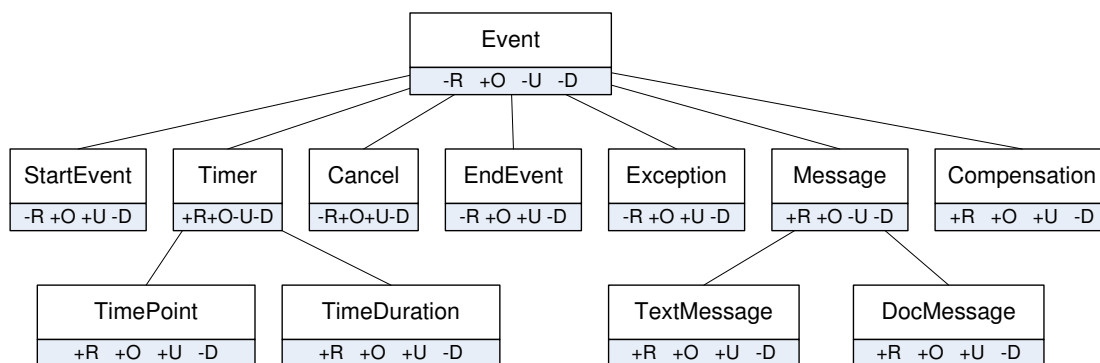 Event
-R +O -U -D
StartEvent Timer Cancel EndEvent Exception Message Compensation
-R +O +U -D +R+O-U-D -R+O+U-D -R +O +U -D -R +O +U -D +R +O -U -D +R +O +U -D
TimePoint TimeDuration TextMessage DocMessage
+R +O +U -D +R +O +U -D +R +O +U -D +R +O +U -D